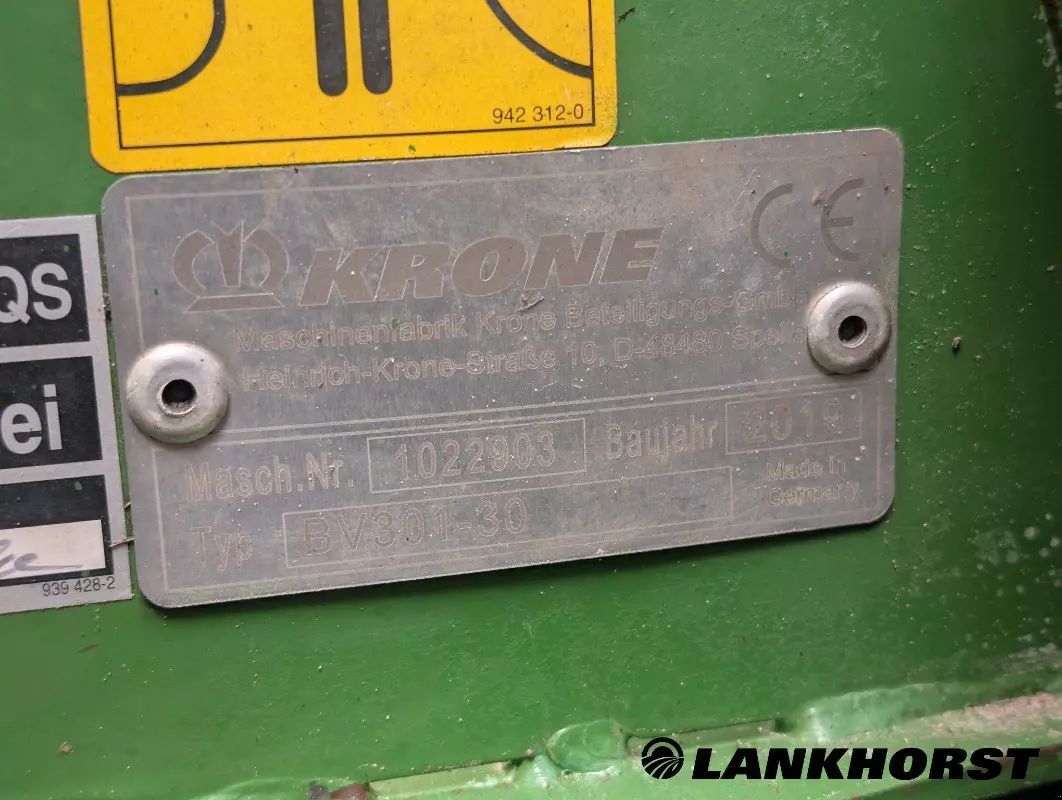 942 312-0
CE
KRONE
Maschinenfabrik Krone Beteiligungs-GmbH
Heinrich-Krone-Straße 10, D-48480 Spelle
Masch.Nr. 1022903 Baujahr 2019
Typ BV301-30 Made in Germany
QS
ei
939 428-2
LANKHORST